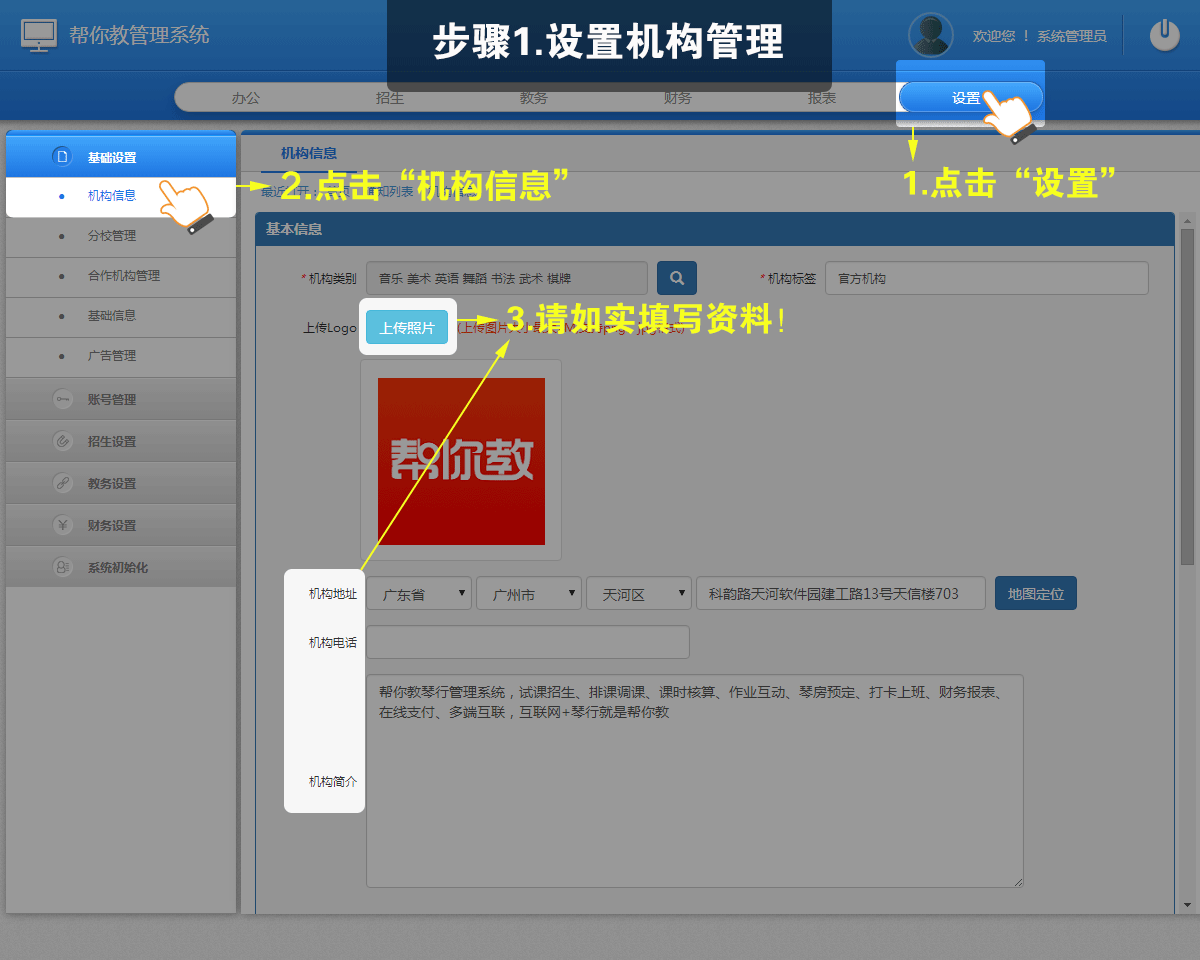 帮你教管理系统
步骤1.设置机构管理
欢迎您 ! 系统管理员
办公 招生 教务 财务 报表 设置
1.点击“设置”
基础设置
机构信息
分校管理
合作机构管理
基础信息
广告管理
账号管理
招生设置
教务设置
财务设置
系统初始化
机构信息
2.点击“机构信息”
基本信息
*机构类别 音乐 美术 英语 舞蹈 书法 武术 棋牌 *机构标签 官方机构
上传Logo 上传照片
3.请如实填写资料!
帮你教
机构地址 广东省 广州市 天河区 科韵路天河软件园建工路13号天信楼703 地图定位
机构电话
帮你教琴行管理系统，试课招生、排课调课、课时核算、作业互动、琴房预定、打卡上班、财务报表、
在线支付、多端互联，互联网+琴行就是帮你教
机构简介